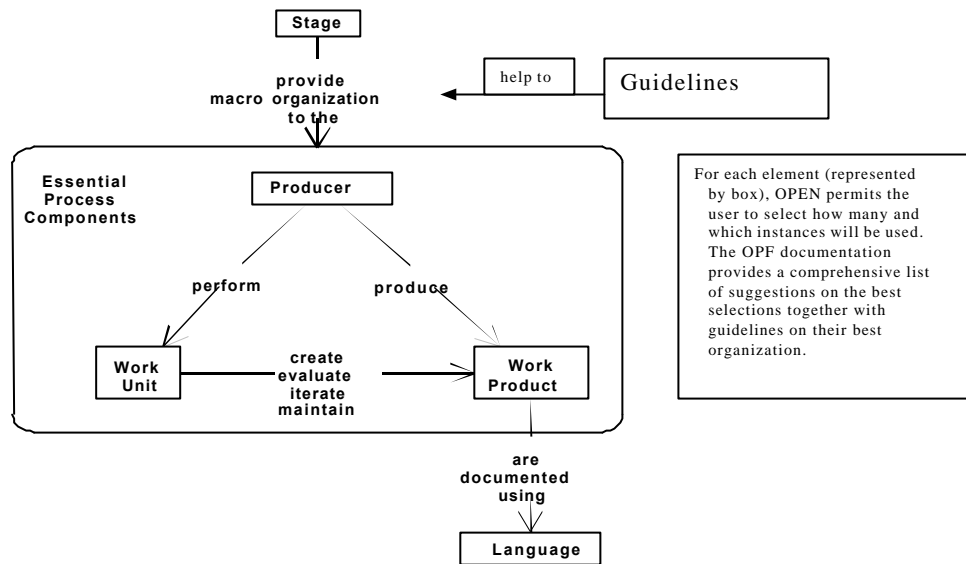 Stage
provide
macro organization
to the
help to
Guidelines
Essential
Process
Components
Producer
For each element (represented
by box), OPEN permits the
user to select how many and
which instances will be used.
The OPF documentation
provides a comprehensive list
of suggestions on the best
selections together with
guidelines on their best
organization.
perform
produce
Work
Unit
create
evaluate
iterate
maintain
Work
Product
are
documented
using
Language